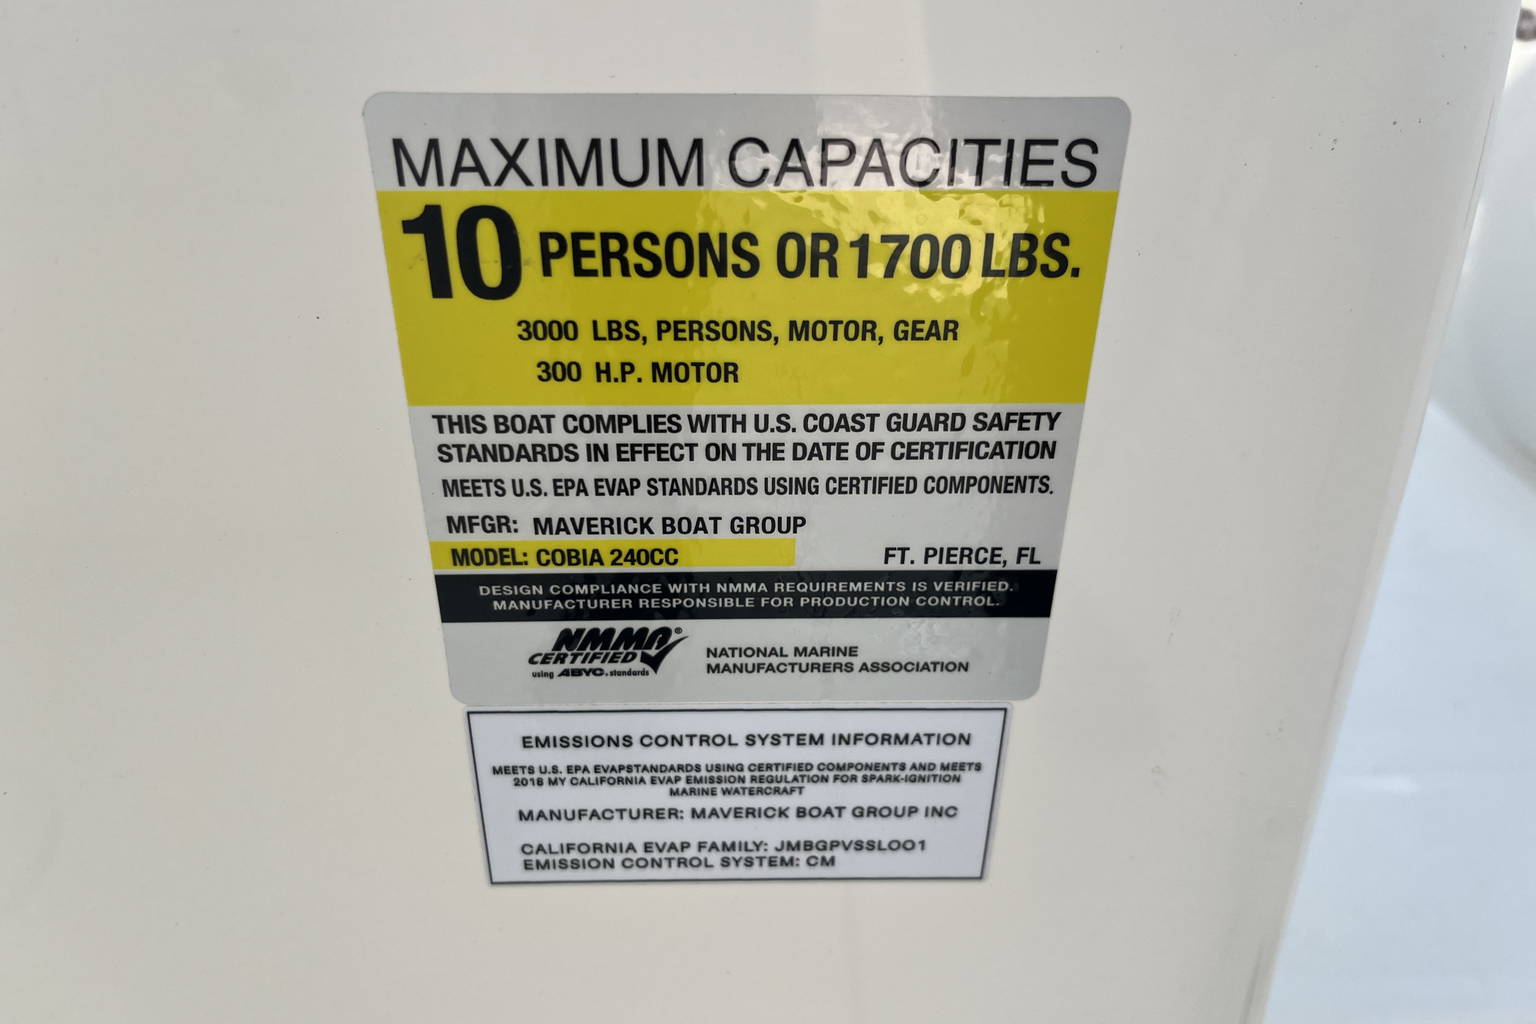 MAXIMUM CAPACITIES
10 PERSONS OR 1700 LBS.
3000 LBS, PERSONS, MOTOR, GEAR
300 H.P. MOTOR
THIS BOAT COMPLIES WITH U.S. COAST GUARD SAFETY
STANDARDS IN EFFECT ON THE DATE OF CERTIFICATION
MEETS U.S. EPA EVAP STANDARDS USING CERTIFIED COMPONENTS.
MFGR: MAVERICK BOAT GROUP
MODEL: COBIA 240CC FT. PIERCE, FL
DESIGN COMPLIANCE WITH NMMA REQUIREMENTS IS VERIFIED.
MANUFACTURER RESPONSIBLE FOR PRODUCTION CONTROL.
NMMA®
CERTIFIED
using ABYC. standards
NATIONAL MARINE
MANUFACTURERS ASSOCIATION
EMISSIONS CONTROL SYSTEM INFORMATION
MEETS U.S. EPA EVAPSTANDARDS USING CERTIFIED COMPONENTS AND MEETS
2018 MY CALIFORNIA EVAP EMISSION REGULATION FOR SPARK-IGNITION
MARINE WATERCRAFT
MANUFACTURER: MAVERICK BOAT GROUP INC
CALIFORNIA EVAP FAMILY: JMBGPVSSLOO1
EMISSION CONTROL SYSTEM: CM